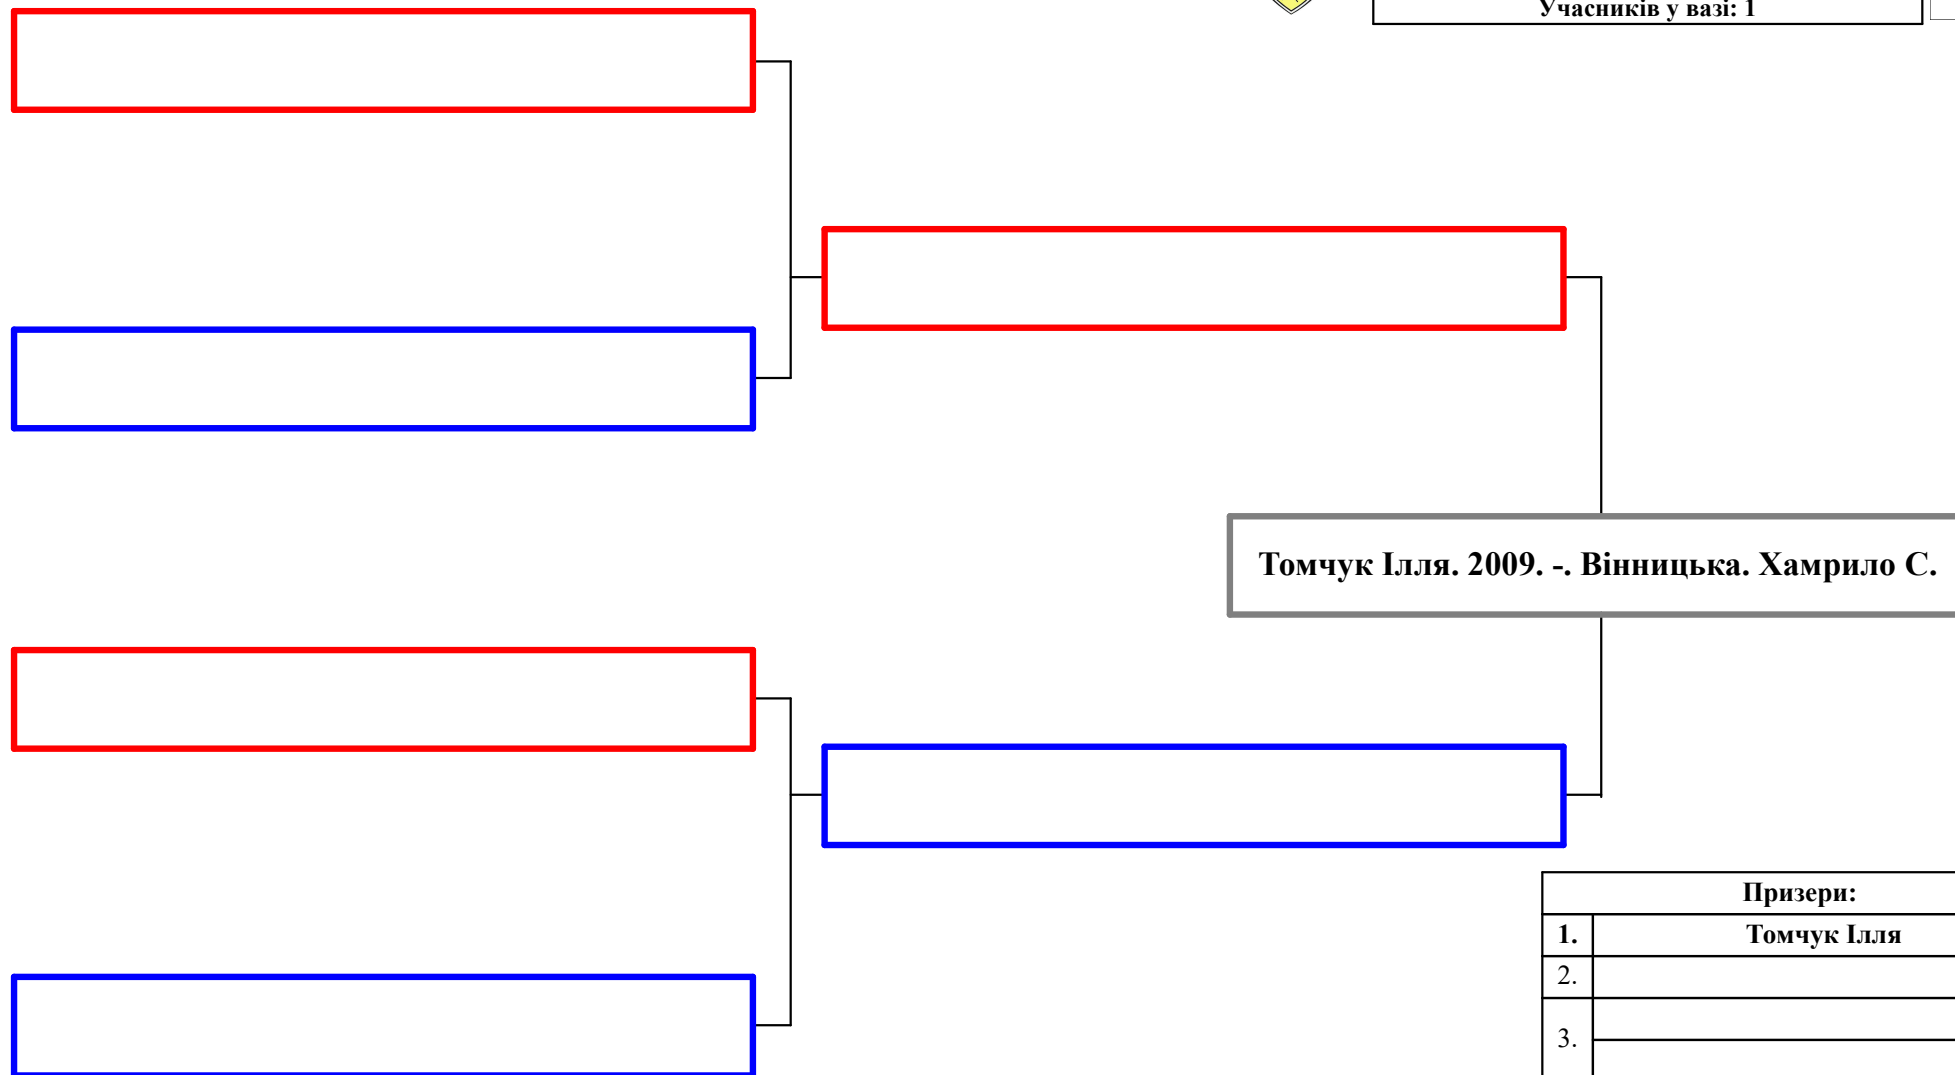 Учасників у вазі: 1
Томчук Ілля. 2009. -. Вінницька. Хамрило С.
Призери:
1. Томчук Ілля
2.
3.